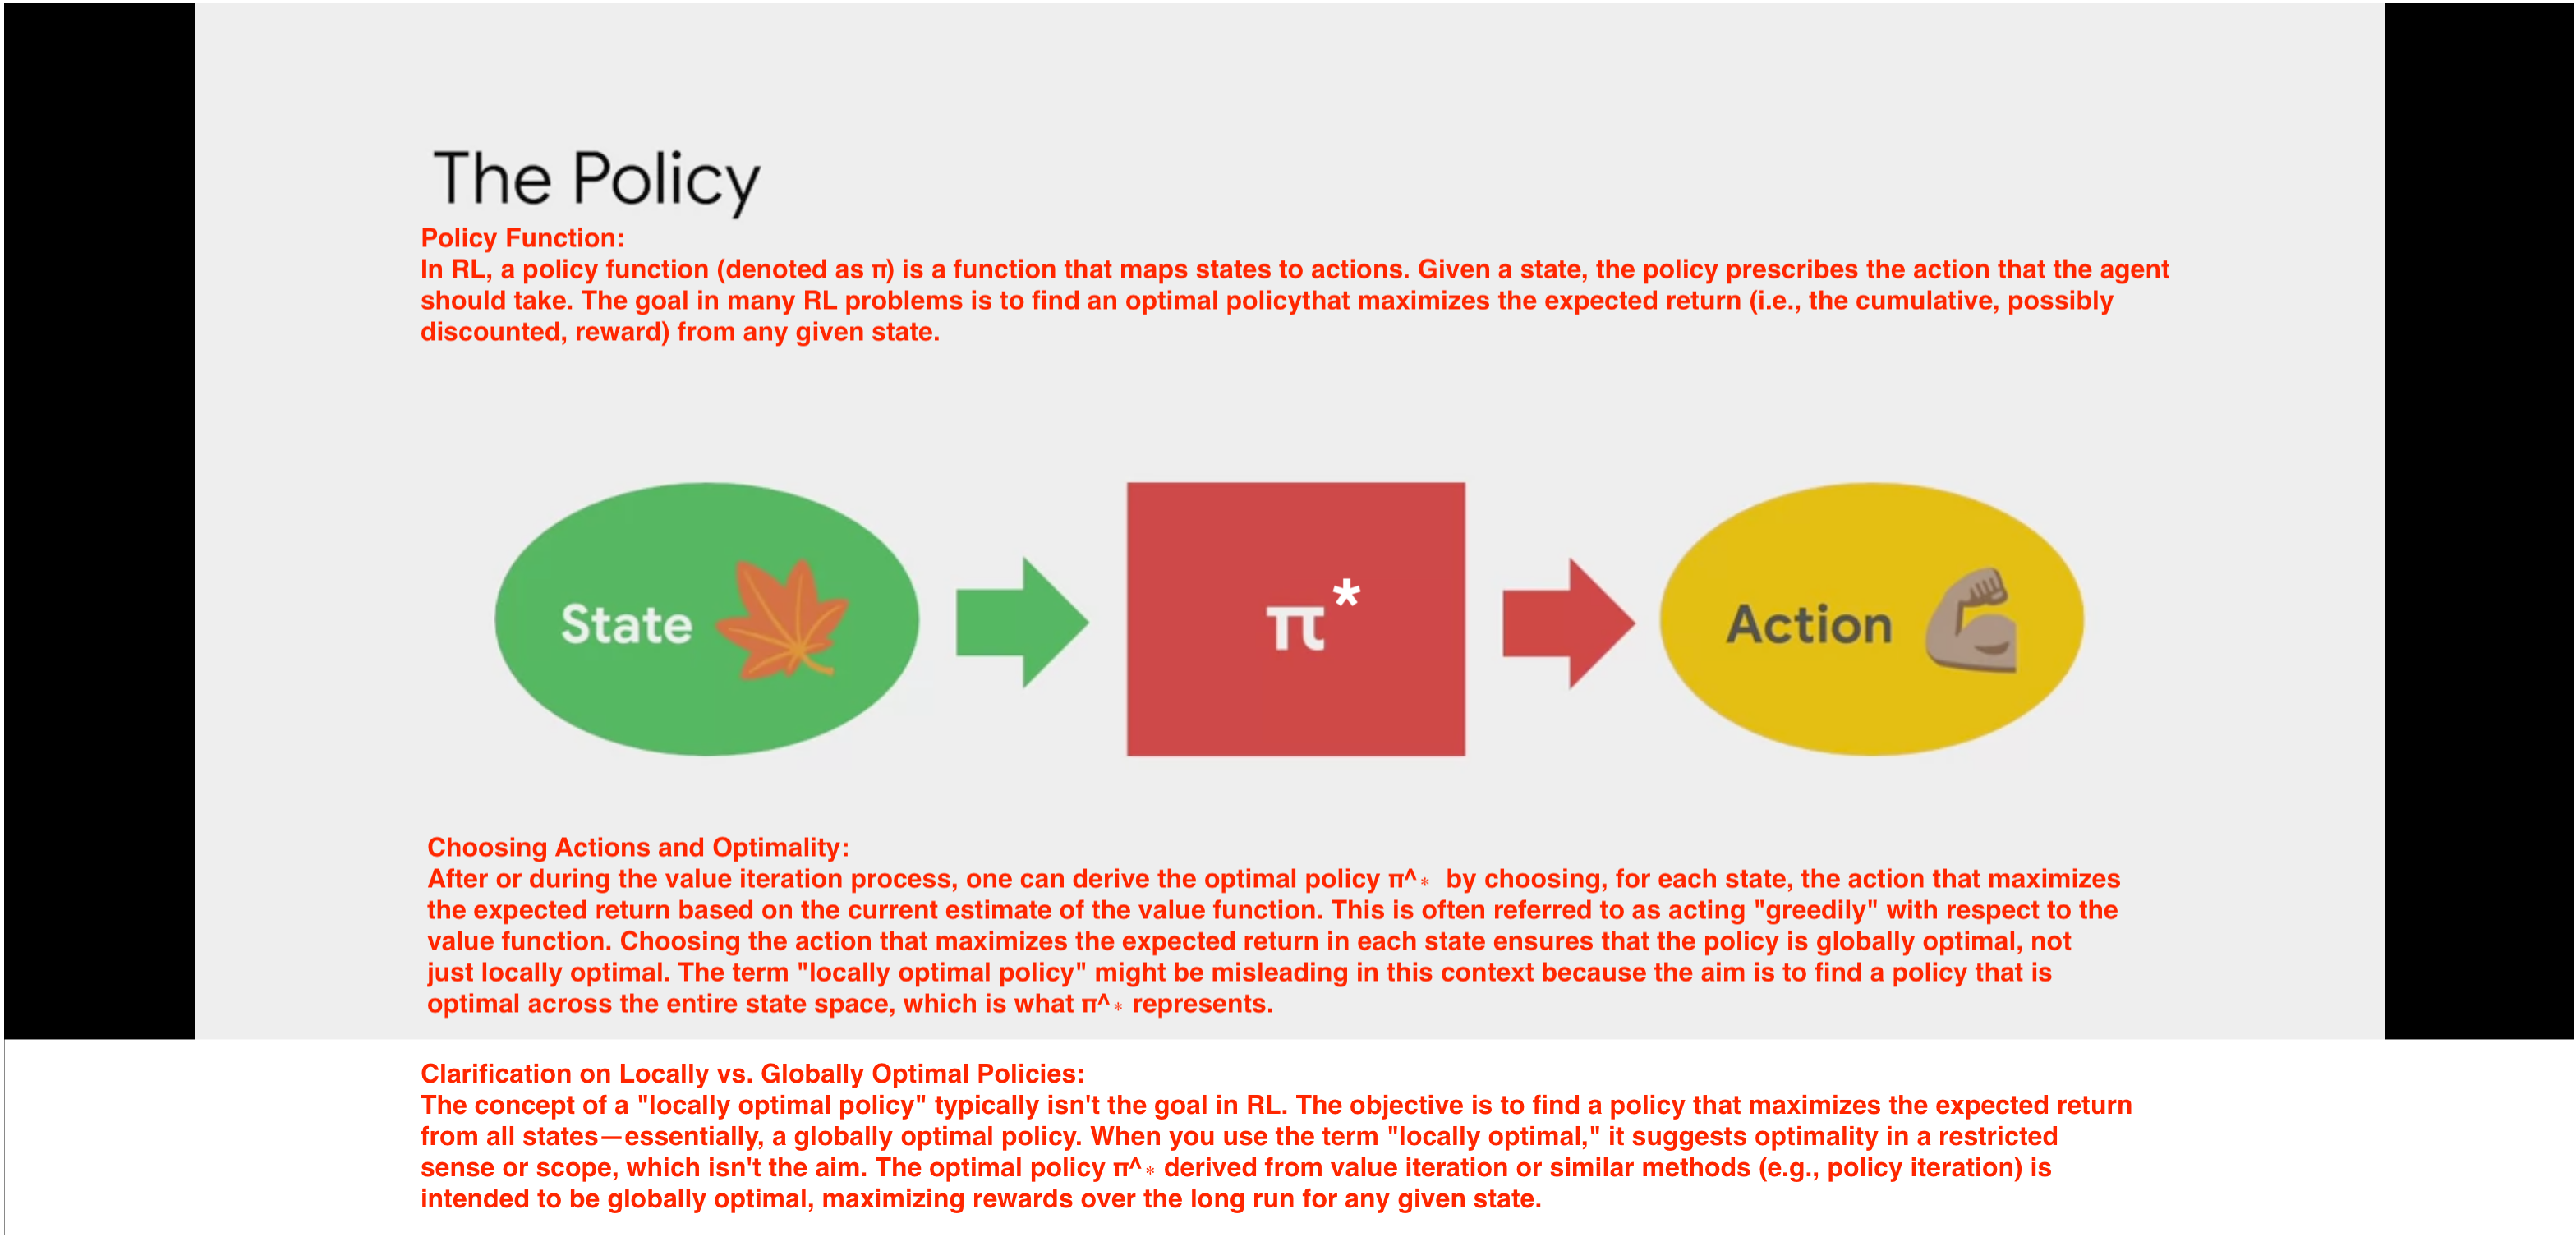 The Policy
Policy Function:
In RL, a policy function (denoted as π) is a function that maps states to actions. Given a state, the policy prescribes the action that the agent
should take. The goal in many RL problems is to find an optimal policythat maximizes the expected return (i.e., the cumulative, possibly
discounted, reward) from any given state.
State
π*
Action
Choosing Actions and Optimality:
After or during the value iteration process, one can derive the optimal policy π^∗ by choosing, for each state, the action that maximizes
the expected return based on the current estimate of the value function. This is often referred to as acting "greedily" with respect to the
value function. Choosing the action that maximizes the expected return in each state ensures that the policy is globally optimal, not
just locally optimal. The term "locally optimal policy" might be misleading in this context because the aim is to find a policy that is
optimal across the entire state space, which is what π^∗ represents.
Clarification on Locally vs. Globally Optimal Policies:
The concept of a "locally optimal policy" typically isn't the goal in RL. The objective is to find a policy that maximizes the expected return
from all states—essentially, a globally optimal policy. When you use the term "locally optimal," it suggests optimality in a restricted
sense or scope, which isn't the aim. The optimal policy π^∗ derived from value iteration or similar methods (e.g., policy iteration) is
intended to be globally optimal, maximizing rewards over the long run for any given state.